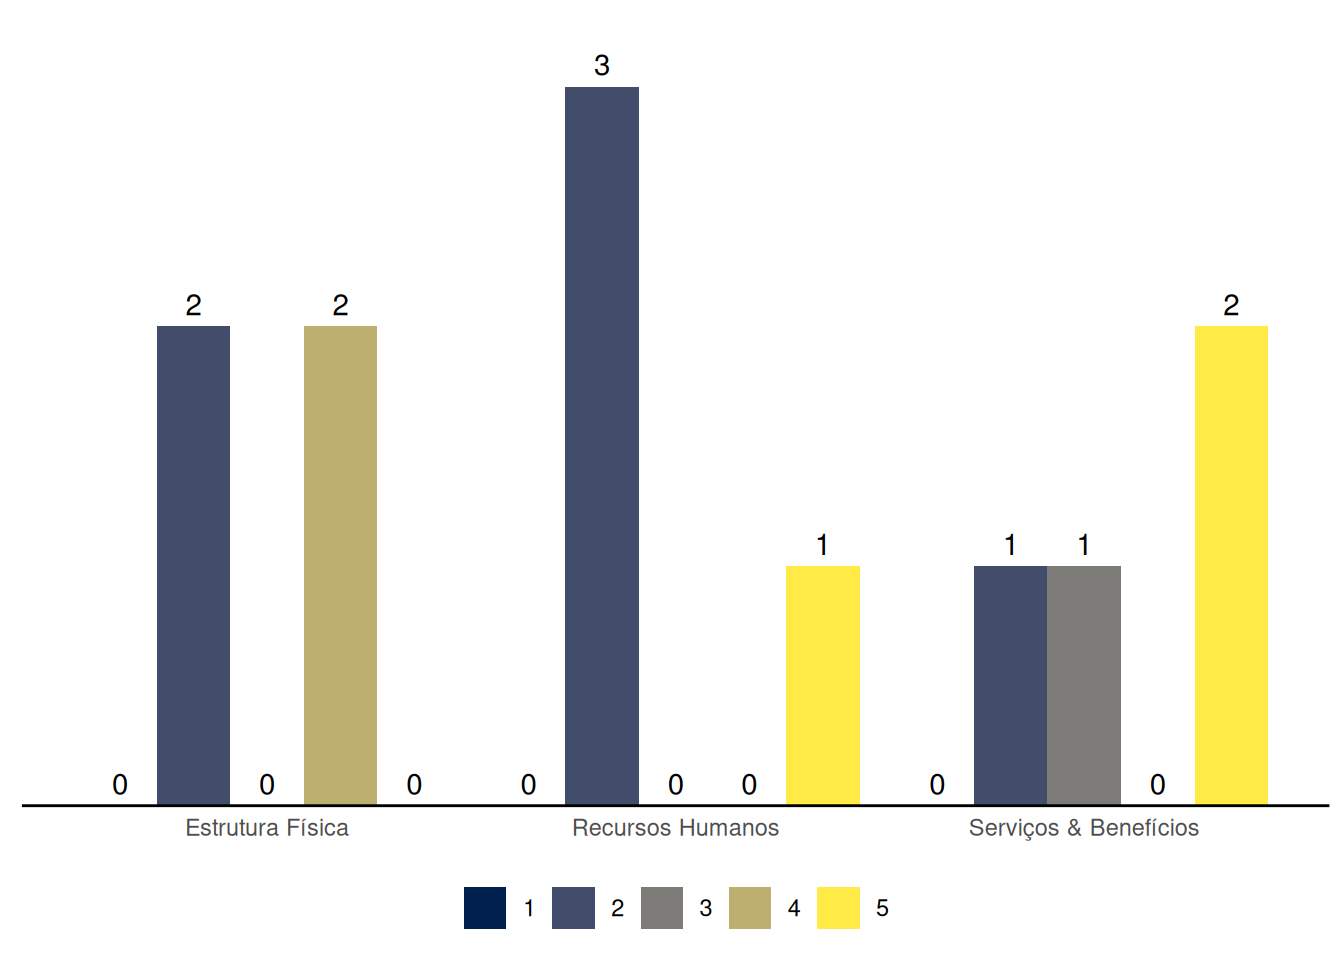 3
2 2 2
1 1 1
0 0 0 0 0 0 0 0
Estrutura Física Recursos Humanos Serviços & Benefícios
1 2 3 4 5